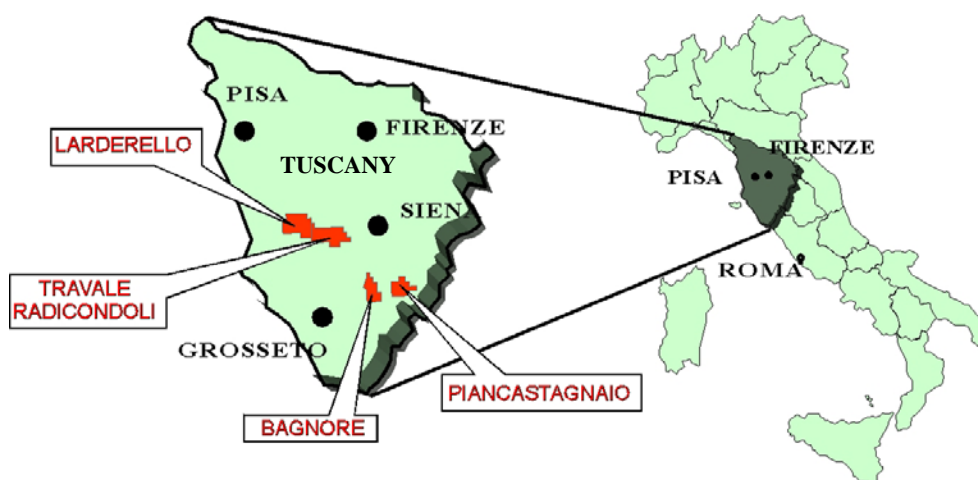 PISA
LARDERELLO
FIRENZE
TUSCANY
SIENA
TRAVALE
RADICONDOLI
GROSSETO
PIANCASTAGNAIO
BAGNORE
FIRENZE
PISA
ROMA